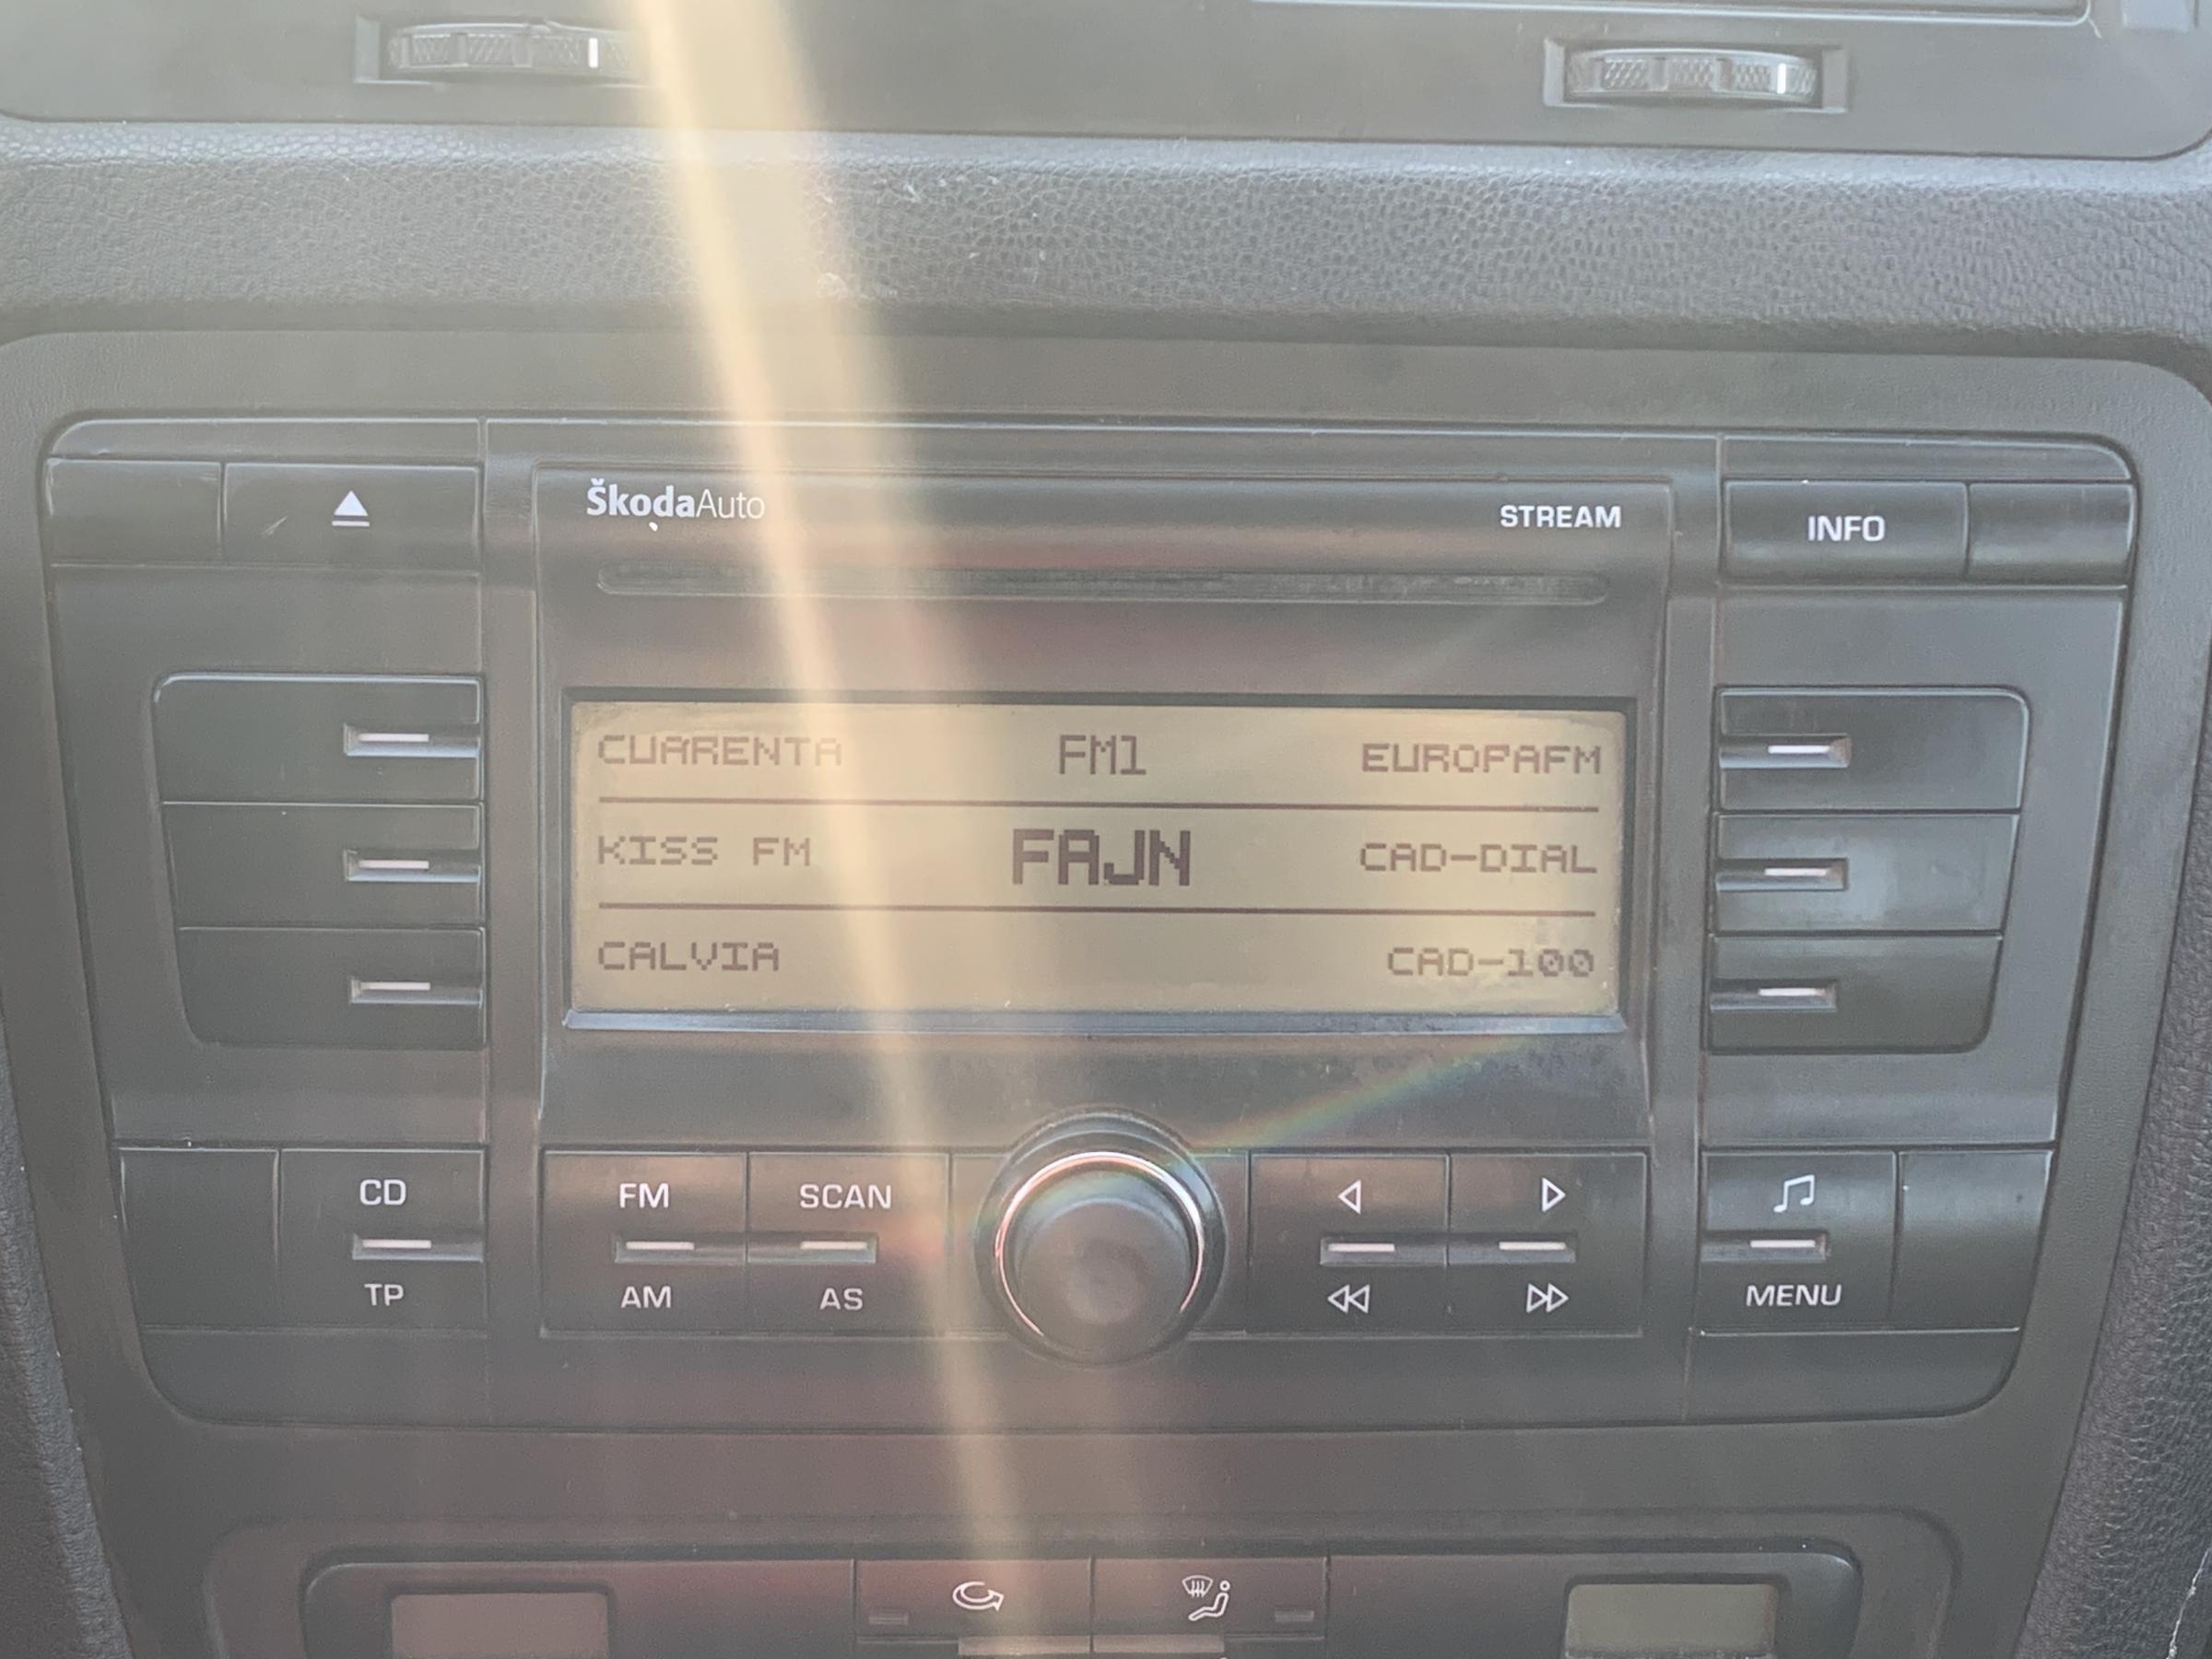 ŠkodaAuto STREAM INFO
CUARENTA FM1 EUROPAFM
KISS FM FAJN CAD-DIAL
CALVIA CAD-100
CD FM SCAN
TP AM AS MENU